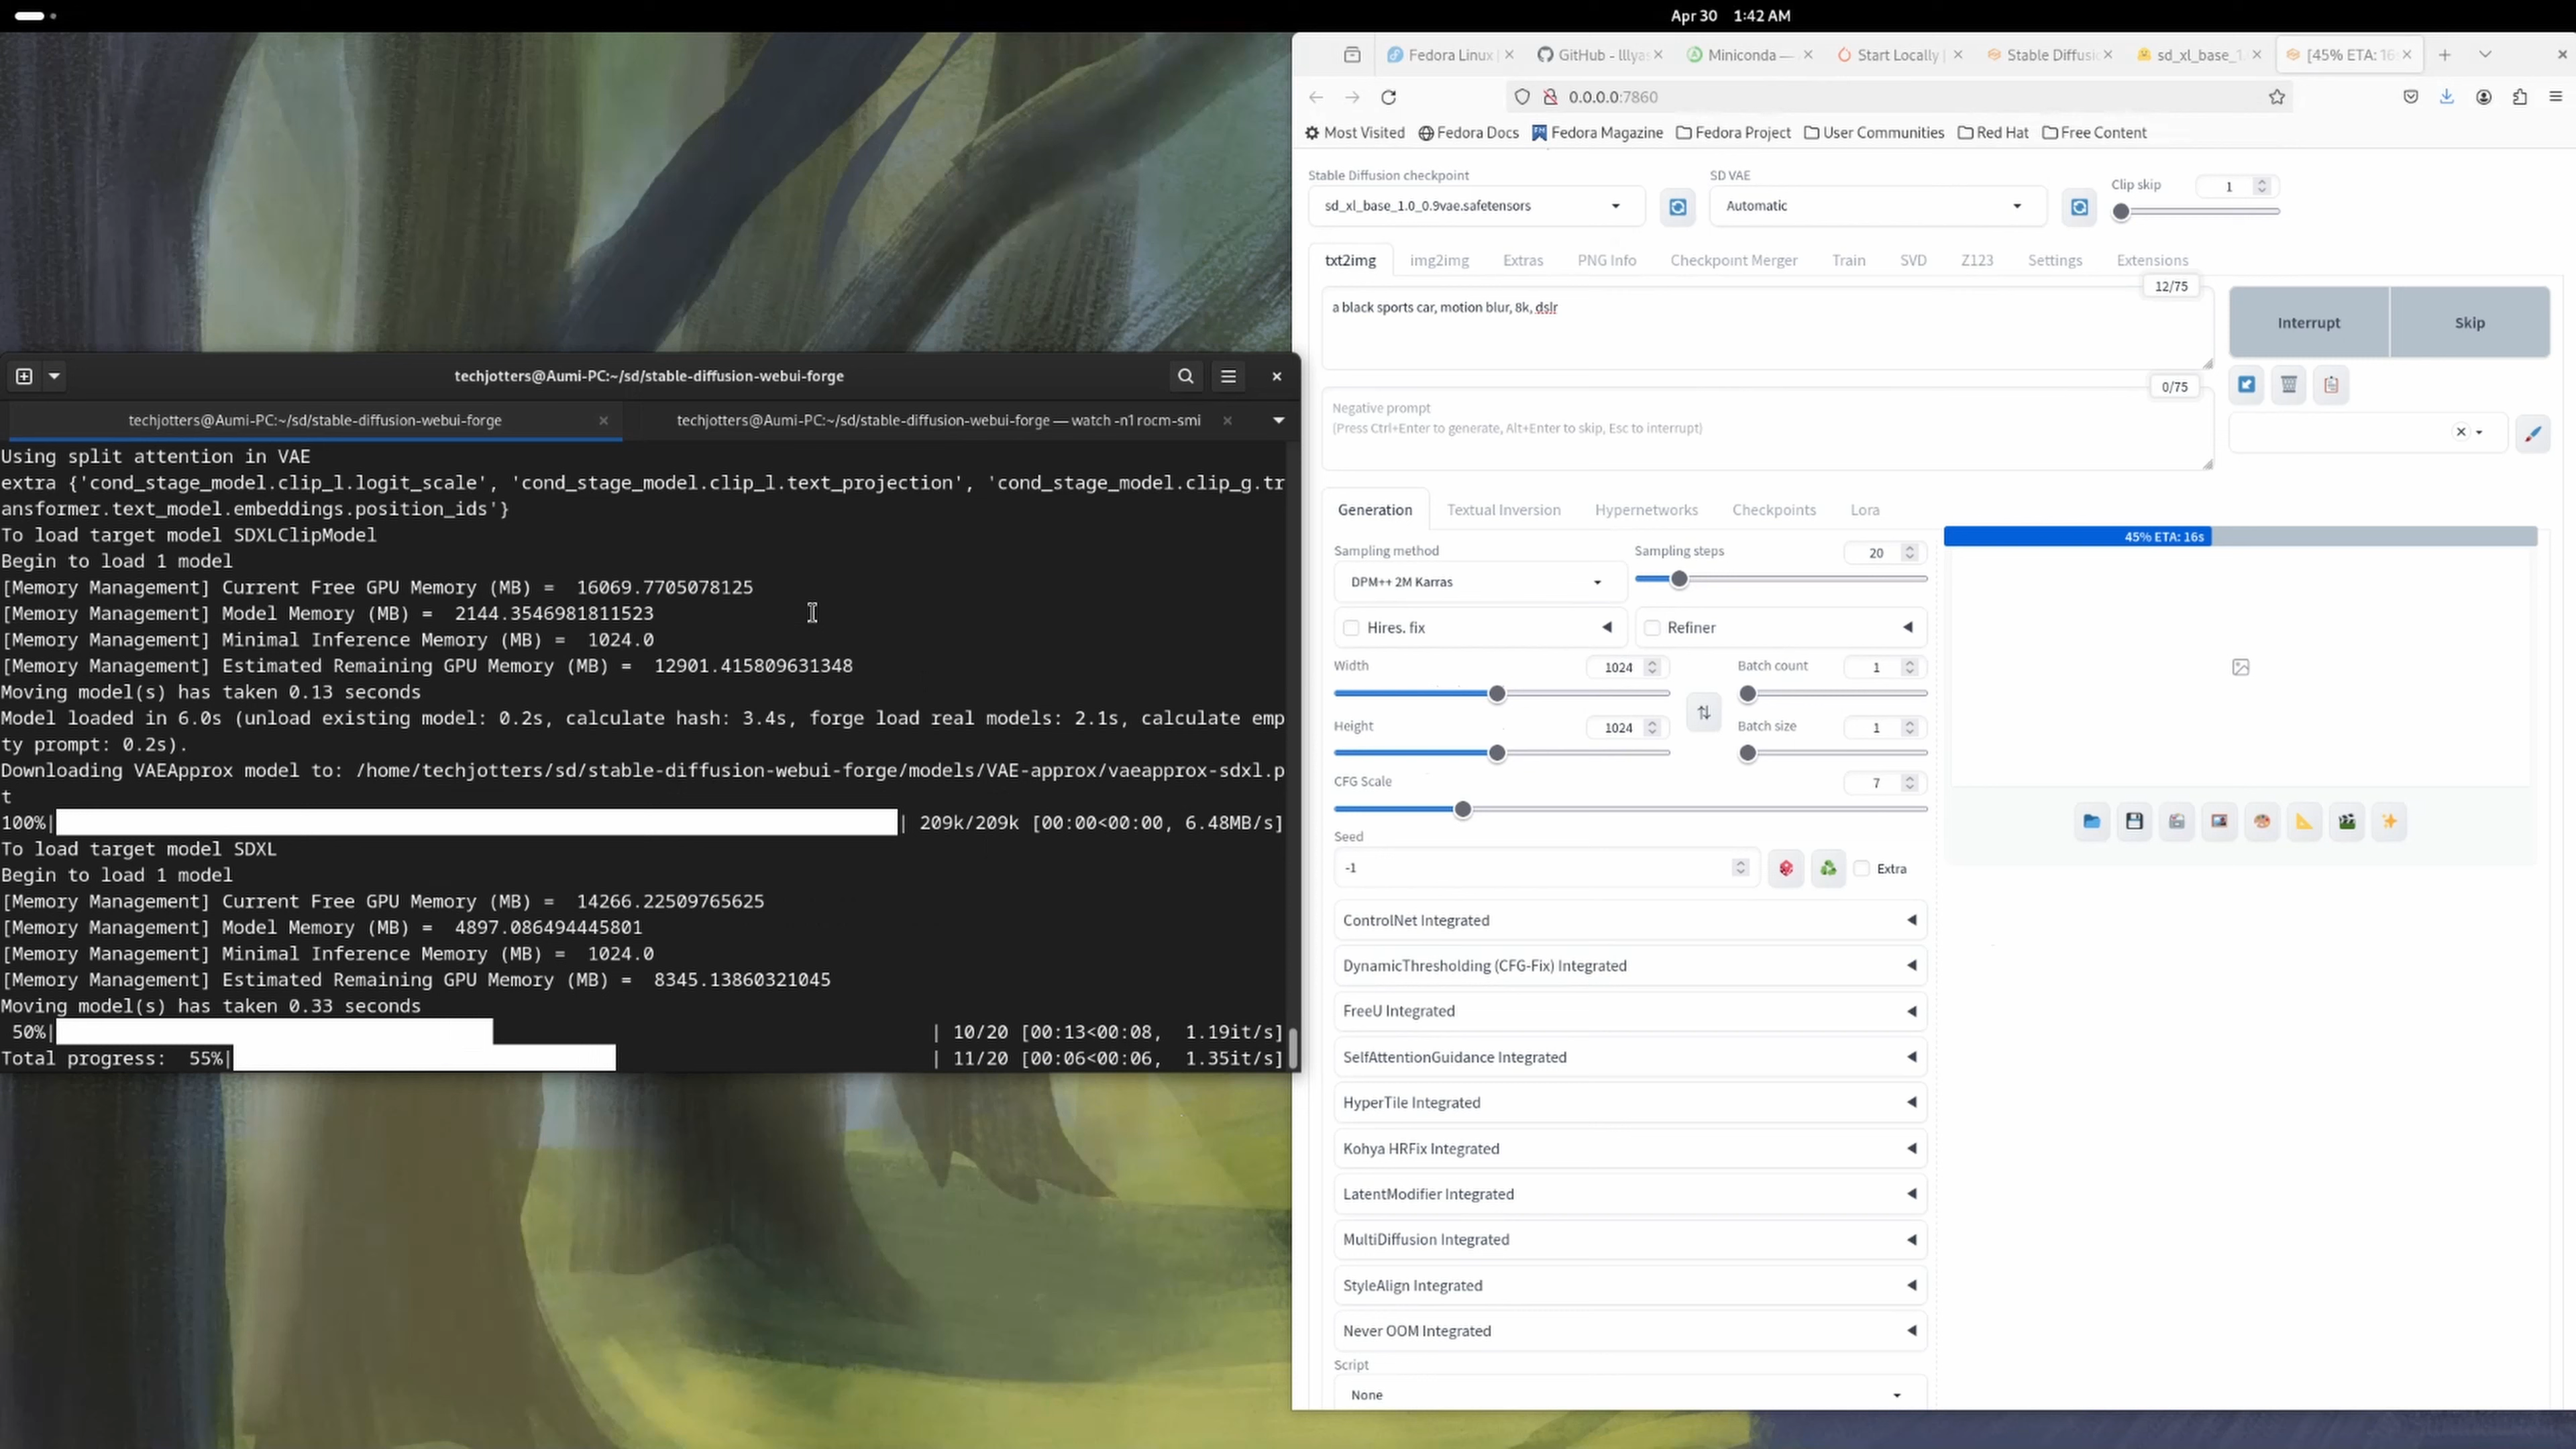 Apr 30 1:42 AM
techjotters@Aumi-PC:~/sd/stable-diffusion-webui-forge
techjotters@Aumi-PC:~/sd/stable-diffusion-webui-forge
techjotters@Aumi-PC:~/sd/stable-diffusion-webui-forge — watch -n1 rocm-smi
Using split attention in VAE
extra {'cond_stage_model.clip_l.logit_scale', 'cond_stage_model.clip_l.text_projection', 'cond_stage_model.clip_g.tr
ansformer.text_model.embeddings.position_ids'}
To load target model SDXLClipModel
Begin to load 1 model
[Memory Management] Current Free GPU Memory (MB) =  16069.7705078125
[Memory Management] Model Memory (MB) =  2144.3546981811523
[Memory Management] Minimal Inference Memory (MB) =  1024.0
[Memory Management] Estimated Remaining GPU Memory (MB) =  12901.415809631348
Moving model(s) has taken 0.13 seconds
Model loaded in 6.0s (unload existing model: 0.2s, calculate hash: 3.4s, forge load real models: 2.1s, calculate emp
ty prompt: 0.2s).
Downloading VAEApprox model to: /home/techjotters/sd/stable-diffusion-webui-forge/models/VAE-approx/vaeapprox-sdxl.p
t
100%| | 209k/209k [00:00<00:00, 6.48MB/s]
To load target model SDXL
Begin to load 1 model
[Memory Management] Current Free GPU Memory (MB) =  14266.22509765625
[Memory Management] Model Memory (MB) =  4897.086494445801
[Memory Management] Minimal Inference Memory (MB) =  1024.0
[Memory Management] Estimated Remaining GPU Memory (MB) =  8345.13860321045
Moving model(s) has taken 0.33 seconds
50%| | 10/20 [00:13<00:08,  1.19it/s]
Total progress:  55%| | 11/20 [00:06<00:06,  1.35it/s]
Fedora Linux
GitHub - lllyas
Miniconda —
Start Locally |
Stable Diffusi
sd_xl_base_1.
[45% ETA: 16
0.0.0.0:7860
Most Visited
Fedora Docs
Fedora Magazine
Fedora Project
User Communities
Red Hat
Free Content
Stable Diffusion checkpoint
sd_xl_base_1.0_0.9vae.safetensors
SD VAE
Automatic
Clip skip
1
txt2img
img2img
Extras
PNG Info
Checkpoint Merger
Train
SVD
Z123
Settings
Extensions
12/75
a black sports car, motion blur, 8k, dslr
Interrupt
Skip
0/75
Negative prompt
(Press Ctrl+Enter to generate, Alt+Enter to skip, Esc to interrupt)
Generation
Textual Inversion
Hypernetworks
Checkpoints
Lora
Sampling method
DPM++ 2M Karras
Sampling steps
20
45% ETA: 16s
Hires. fix
Refiner
Width
1024
Batch count
1
Height
1024
Batch size
1
CFG Scale
7
Seed
-1
Extra
ControlNet Integrated
DynamicThresholding (CFG-Fix) Integrated
FreeU Integrated
SelfAttentionGuidance Integrated
HyperTile Integrated
Kohya HRFix Integrated
LatentModifier Integrated
MultiDiffusion Integrated
StyleAlign Integrated
Never OOM Integrated
Script
None